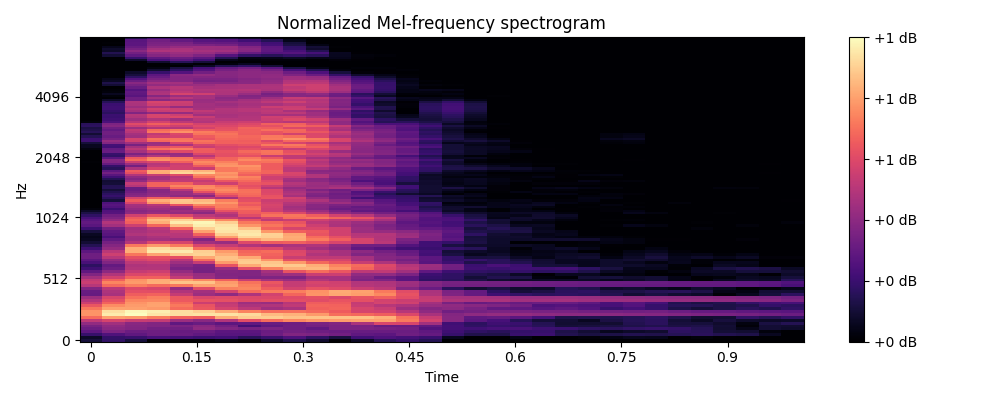 Normalized Mel-frequency spectrogram
Hz
4096
2048
1024
512
0
0 0.15 0.3 0.45 0.6 0.75 0.9
Time
+1 dB
+1 dB
+1 dB
+0 dB
+0 dB
+0 dB